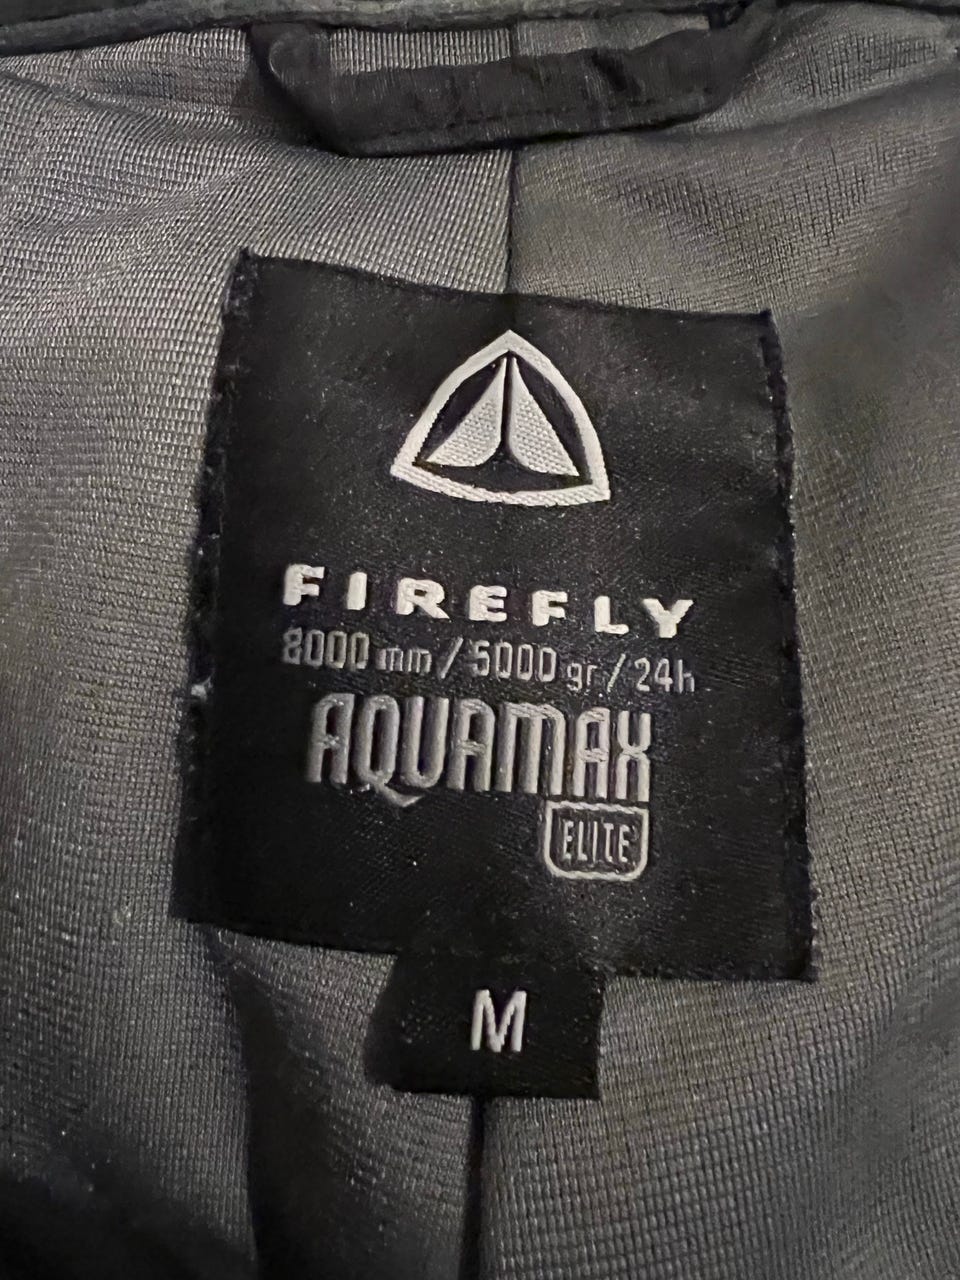 FIREFLY
8000 mm / 5000 gr / 24h
AQUAMAX
ELITE
M